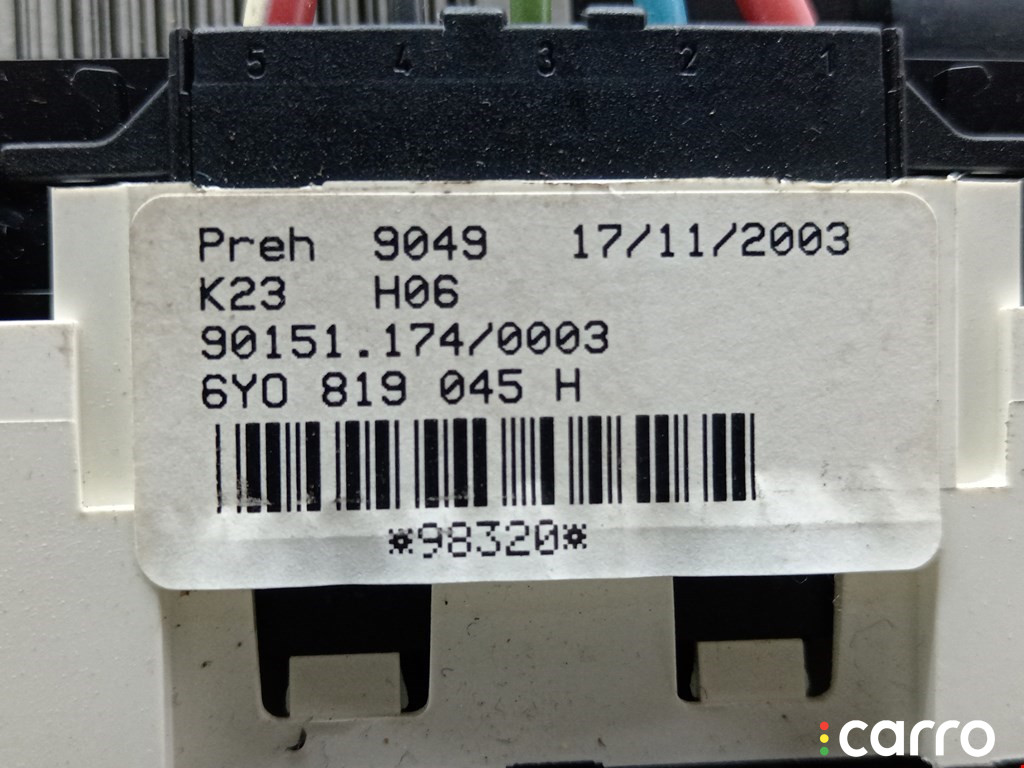 5 4 3 2 1
Preh 9049 17/11/2003
K23 H06
90151.174/0003
6Y0 819 045 H
*98320*
carro